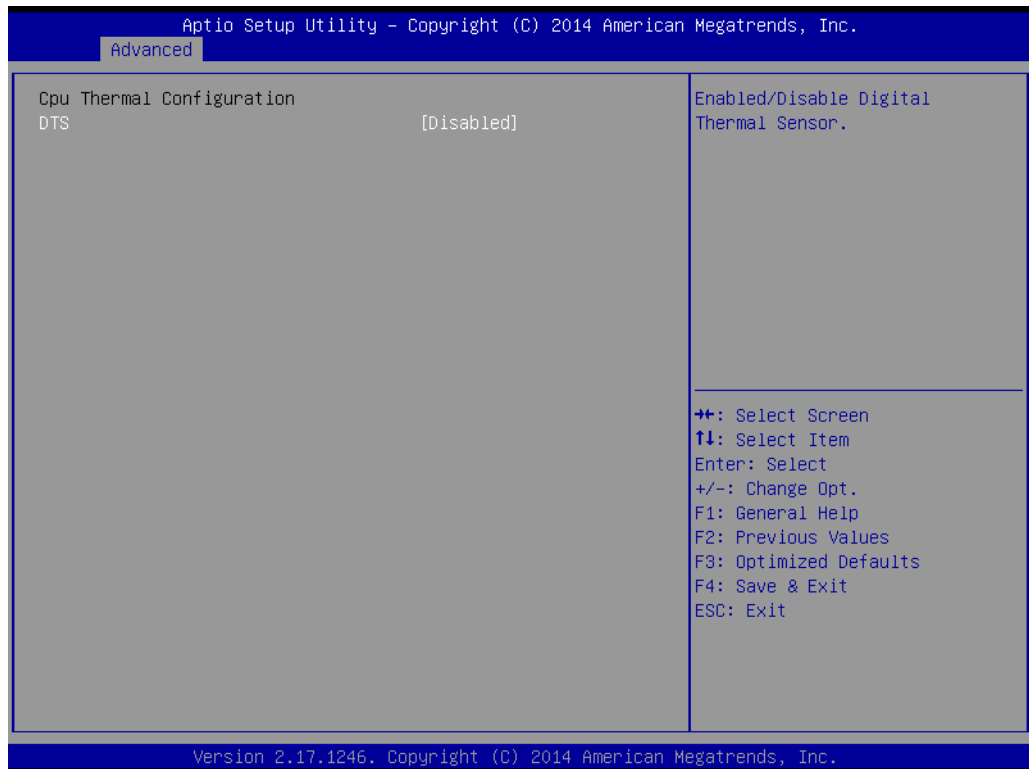 Aptio Setup Utility – Copyright (C) 2014 American Megatrends, Inc.
Advanced
Cpu Thermal Configuration
DTS [Disabled]
Enabled/Disable Digital
Thermal Sensor.
→←: Select Screen
↑↓: Select Item
Enter: Select
+/-: Change Opt.
F1: General Help
F2: Previous Values
F3: Optimized Defaults
F4: Save & Exit
ESC: Exit
Version 2.17.1246. Copyright (C) 2014 American Megatrends, Inc.